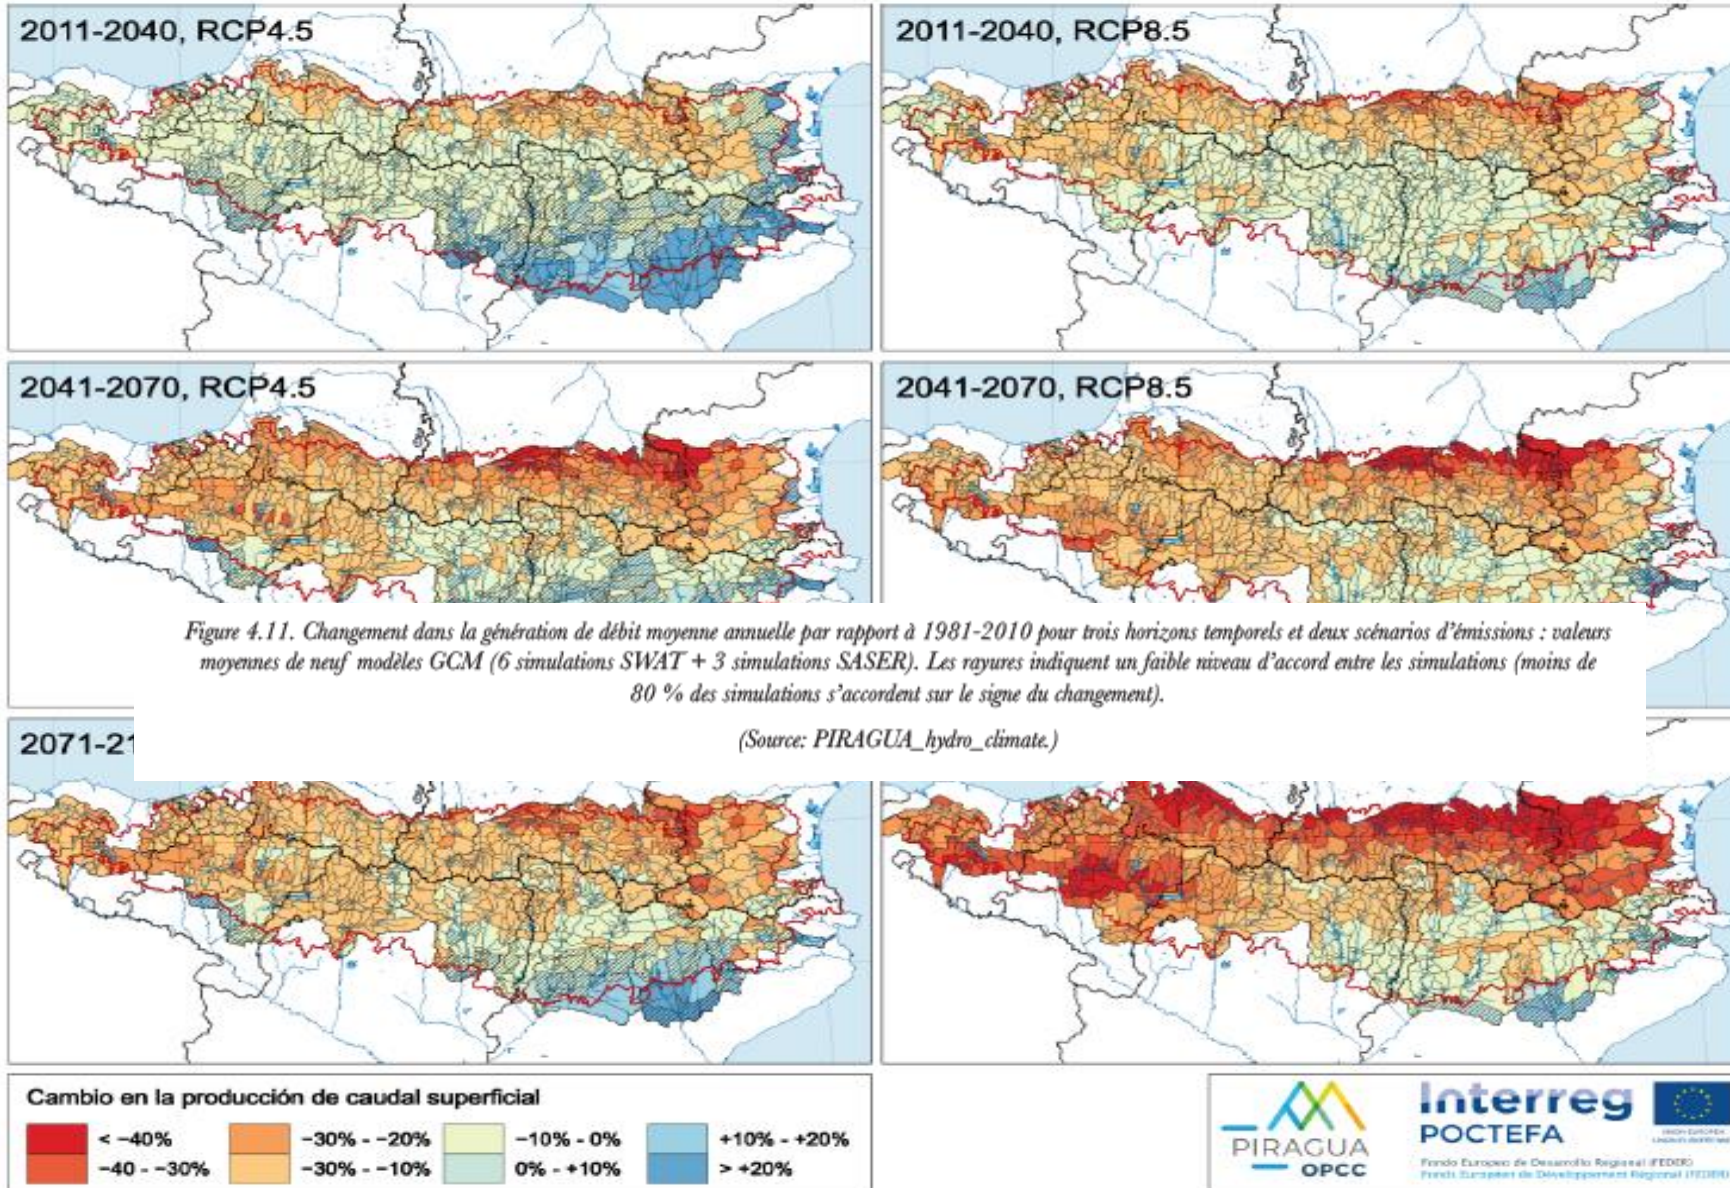 2011-2040, RCP4.5
2011-2040, RCP8.5
2041-2070, RCP4.5
2041-2070, RCP8.5
Figure 4.11. Changement dans la génération de débit moyenne annuelle par rapport à 1981-2010 pour trois horizons temporels et deux scénarios d'émissions : valeurs
moyennes de neuf modèles GCM (6 simulations SWAT + 3 simulations SASER). Les rayures indiquent un faible niveau d'accord entre les simulations (moins de
80 % des simulations s'accordent sur le signe du changement).
(Source: PIRAGUA_hydro_climate.)
2071-21
Cambio en la producción de caudal superficial
< −40%
−40 - −30%
−30% - −20%
−30% - −10%
−10% - 0%
0% - +10%
+10% - +20%
> +20%
PIRAGUA
OPCC
Interreg
POCTEFA
Fondo Europeo de Desarrollo Regional (FEDER)
Fonds Européen de Développement Régional (FEDER)